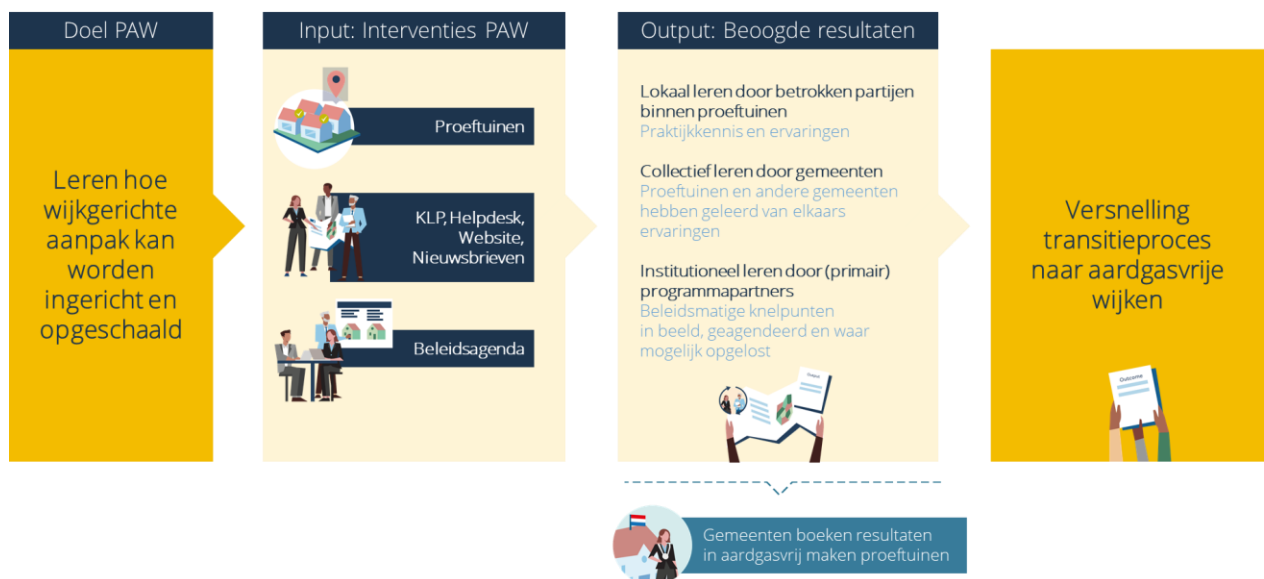 Doel PAW
Leren hoe
wijkgerichte
aanpak kan
worden
ingericht en
opgeschaald
Input: Interventies PAW
Proeftuinen
KLP, Helpdesk,
Website,
Nieuwsbrieven
Beleidsagenda
Output: Beoogde resultaten
Lokaal leren door betrokken partijen
binnen proeftuinen
Praktijkkennis en ervaringen
Collectief leren door gemeenten
Proeftuinen en andere gemeenten
hebben geleerd van elkaars
ervaringen
Institutioneel leren door (primair)
programmapartners
Beleidsmatige knelpunten
in beeld, geagendeerd en waar
mogelijk opgelost
Output
Gemeenten boeken resultaten
in aardgasvrij maken proeftuinen
Versnelling
transitieproces
naar aardgasvrije
wijken
Outcome